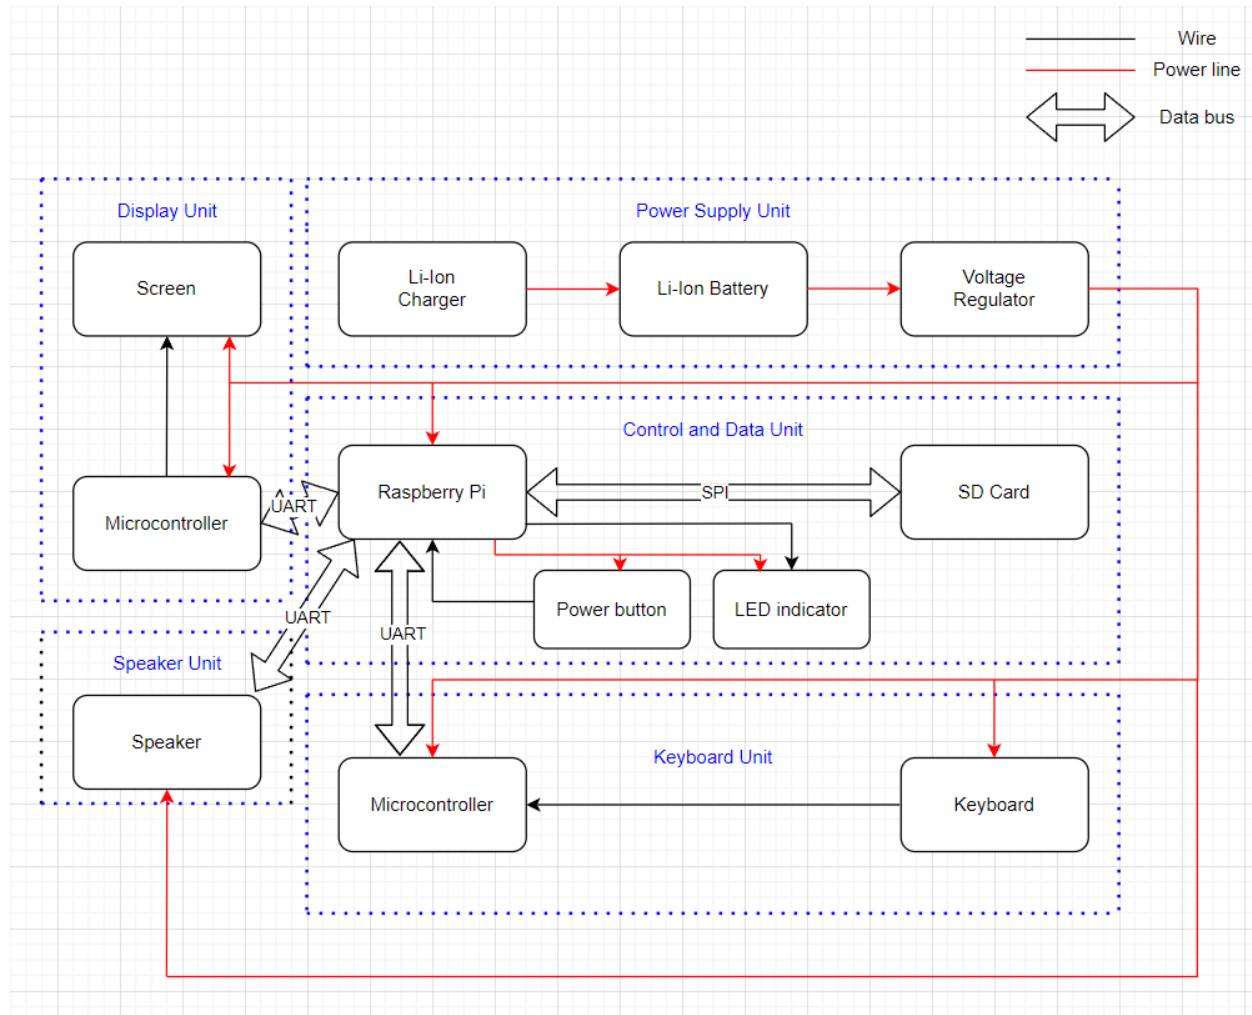 Wire
Power line
Data bus
Display Unit
Power Supply Unit
Screen
Li-Ion
Charger
Li-Ion Battery
Voltage
Regulator
Control and Data Unit
Raspberry Pi
SPI
SD Card
UART
Microcontroller
Power button
LED indicator
UART
UART
Speaker Unit
Speaker
Keyboard Unit
Microcontroller
Keyboard